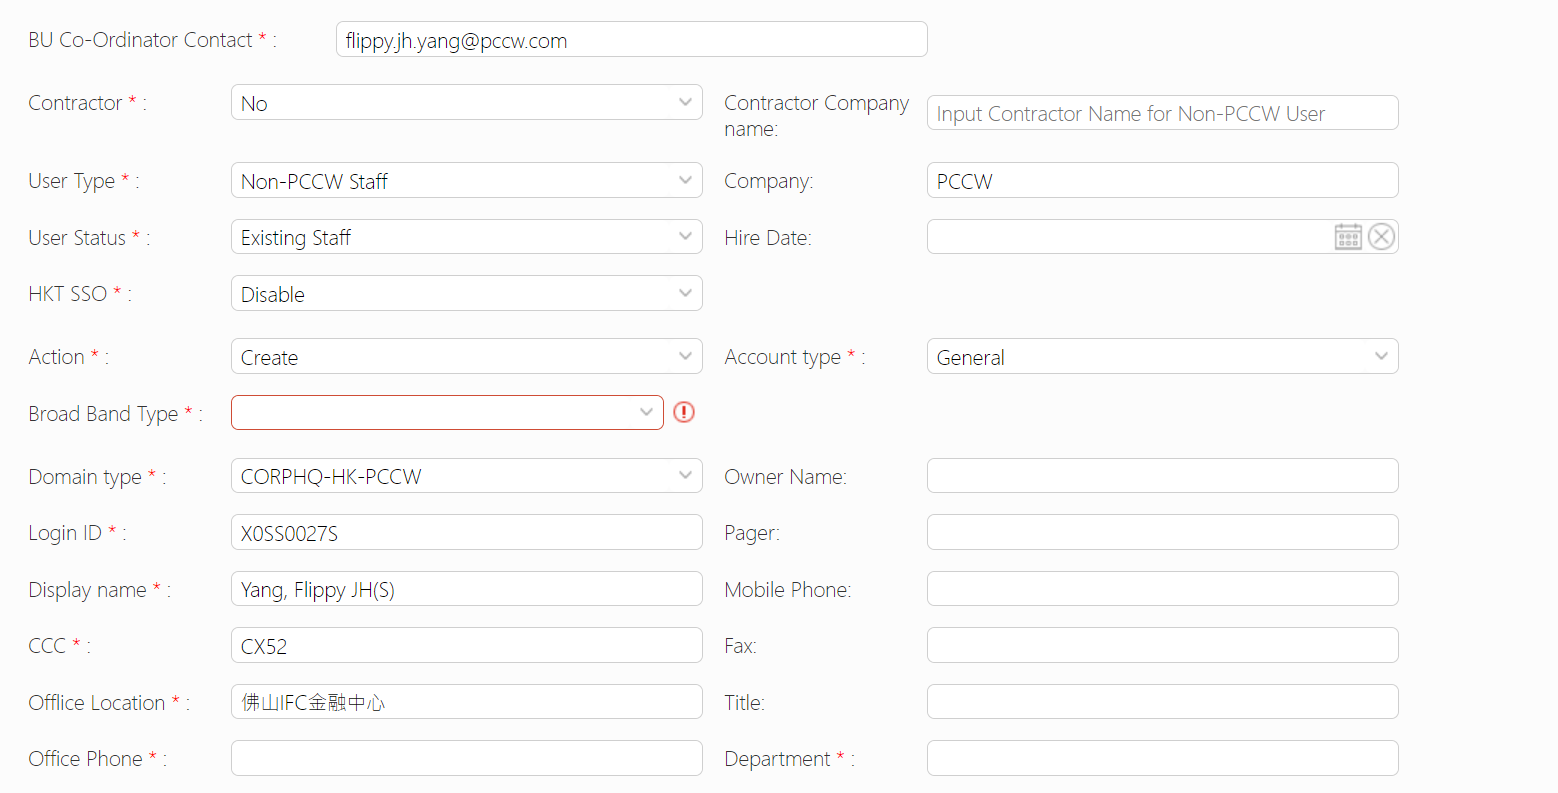 BU Co-Ordinator Contact * : flippy.jh.yang@pccw.com
Contractor * : No Contractor Company name: Input Contractor Name for Non-PCCW User
User Type * : Non-PCCW Staff Company: PCCW
User Status * : Existing Staff Hire Date:
HKT SSO * : Disable
Action * : Create Account type * : General
Broad Band Type * :
Domain type * : CORPHQ-HK-PCCW Owner Name:
Login ID * : X0SS0027S Pager:
Display name * : Yang, Flippy JH(S) Mobile Phone:
CCC * : CX52 Fax:
Offlice Location * : 佛山IFC金融中心 Title:
Office Phone * : Department * :